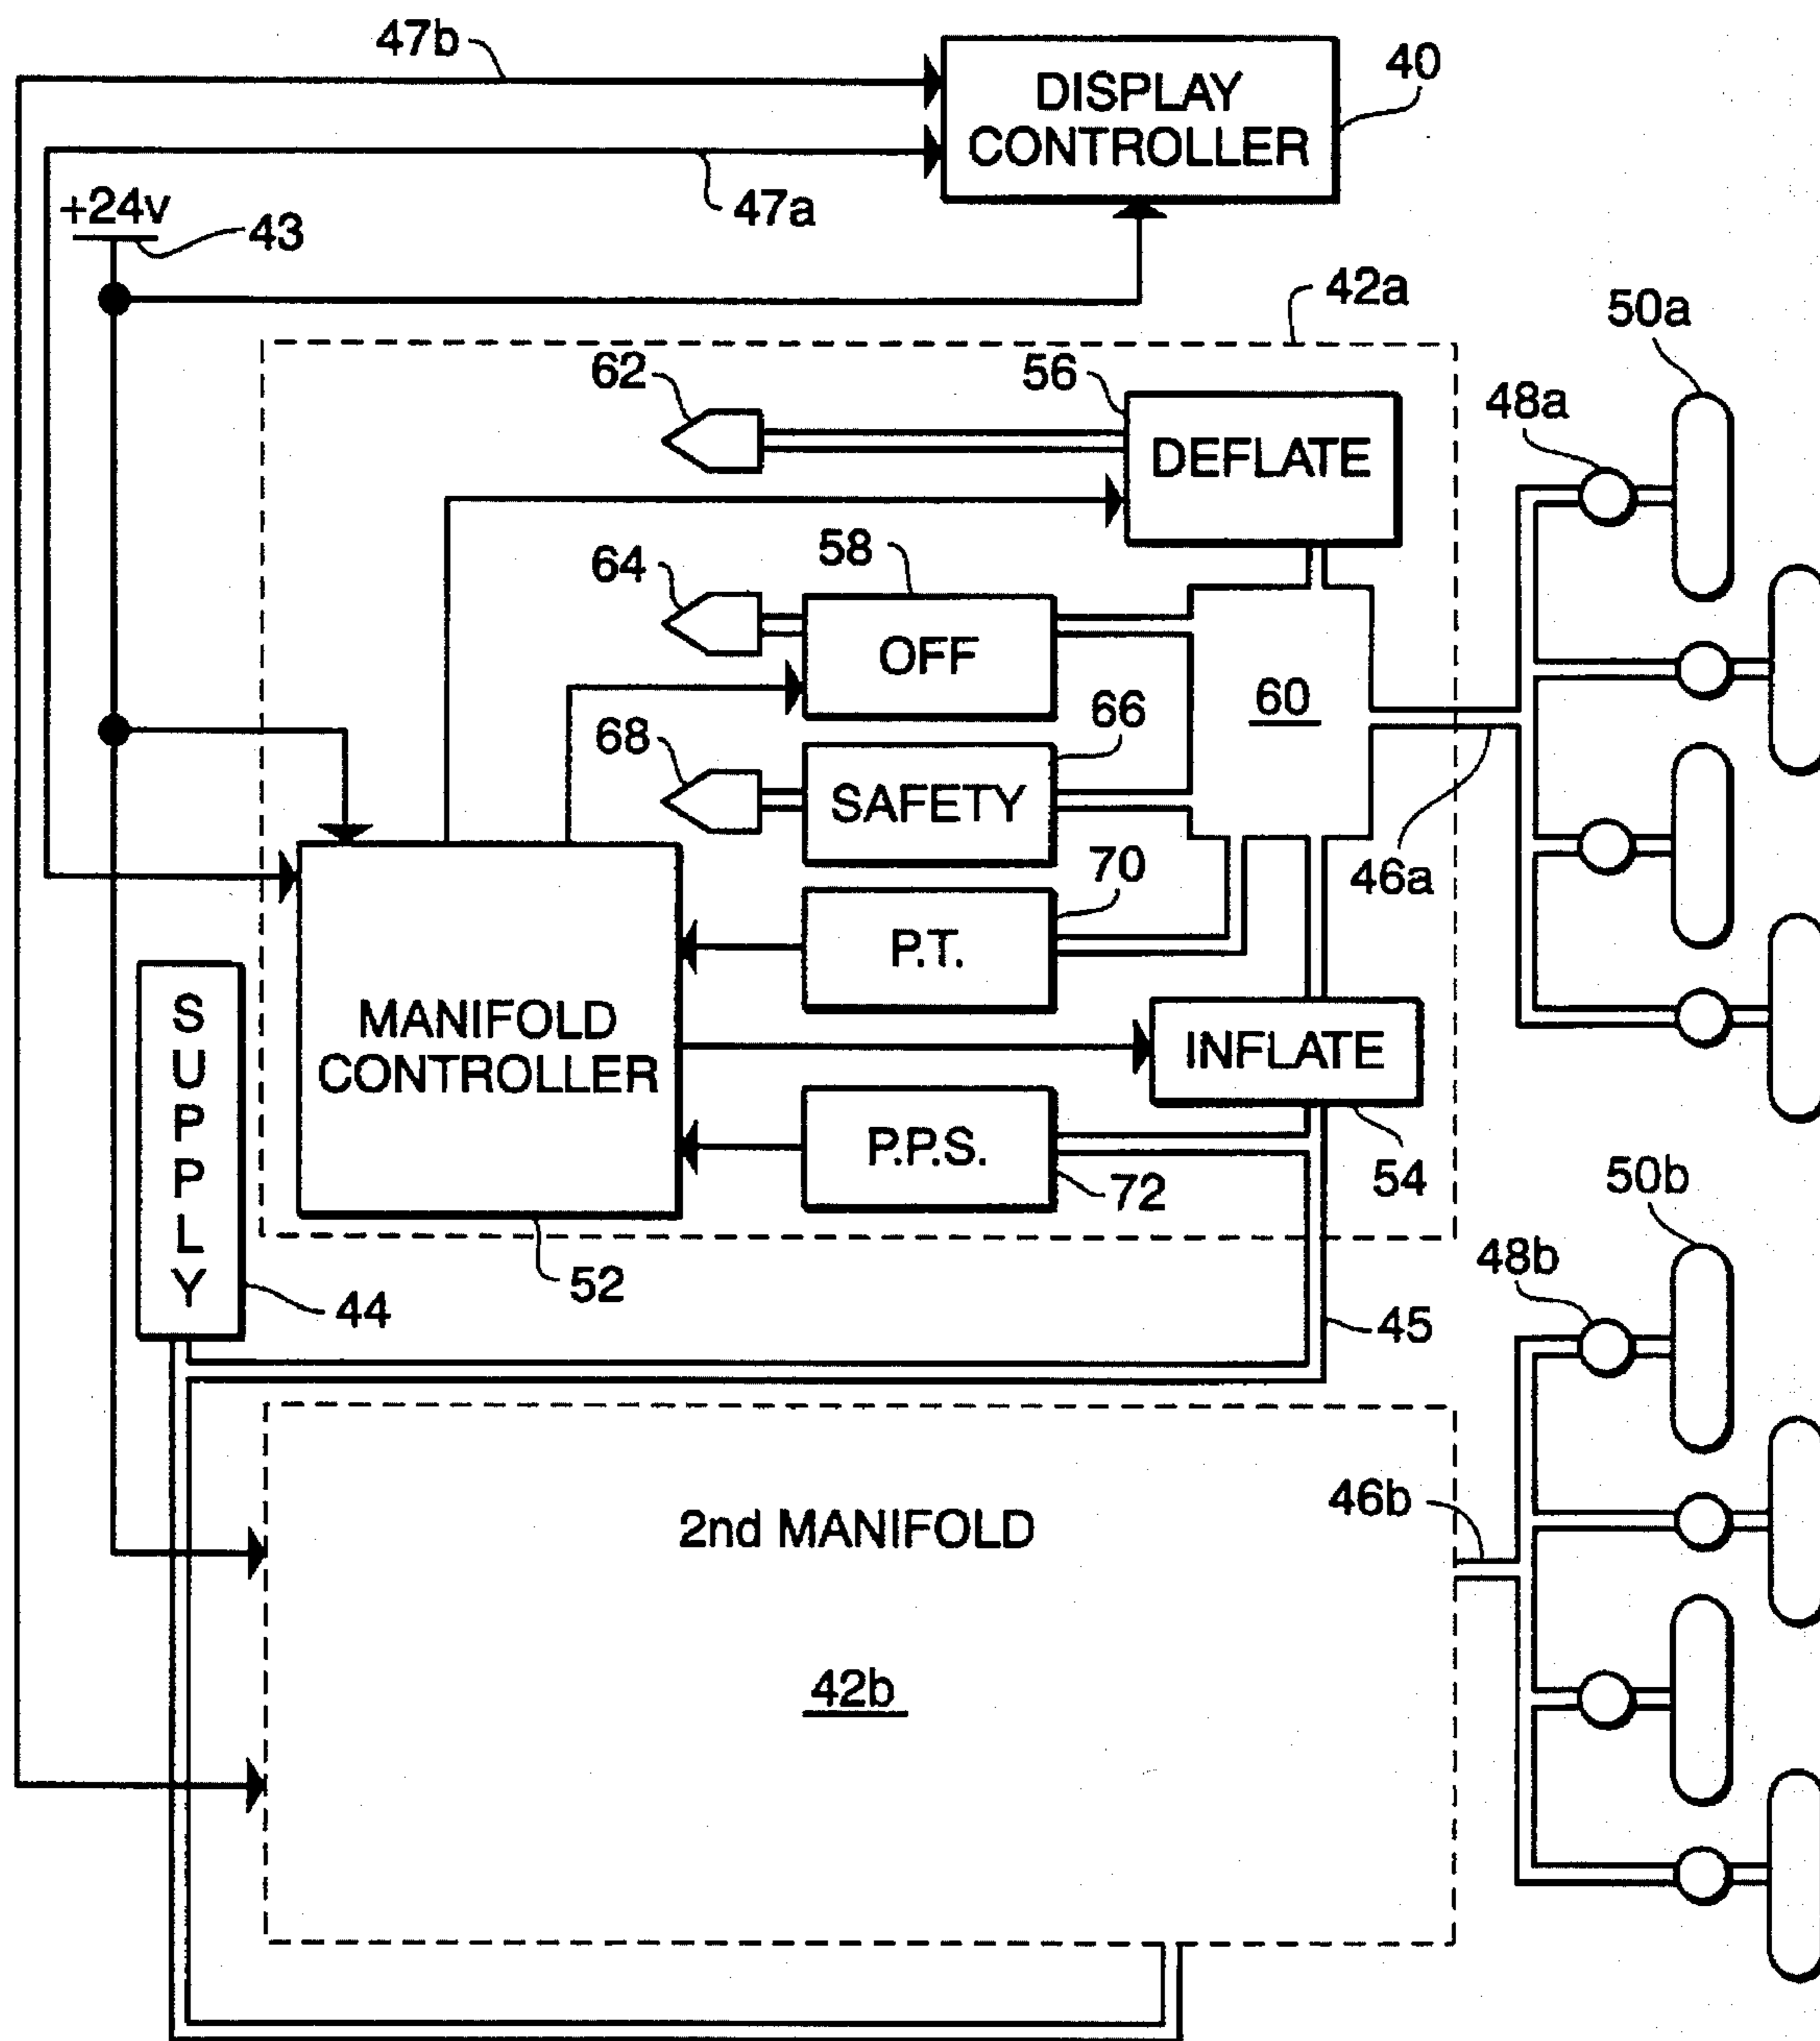 47b
DISPLAY
CONTROLLER
40
47a
+24v
43
42a
50a
62
56
48a
DEFLATE
64
58
OFF
60
66
68
SAFETY
70
46a
P.T.
SUPPLY
MANIFOLD
CONTROLLER
INFLATE
P.P.S.
72
54
50b
52
44
48b
45
2nd MANIFOLD
46b
42b